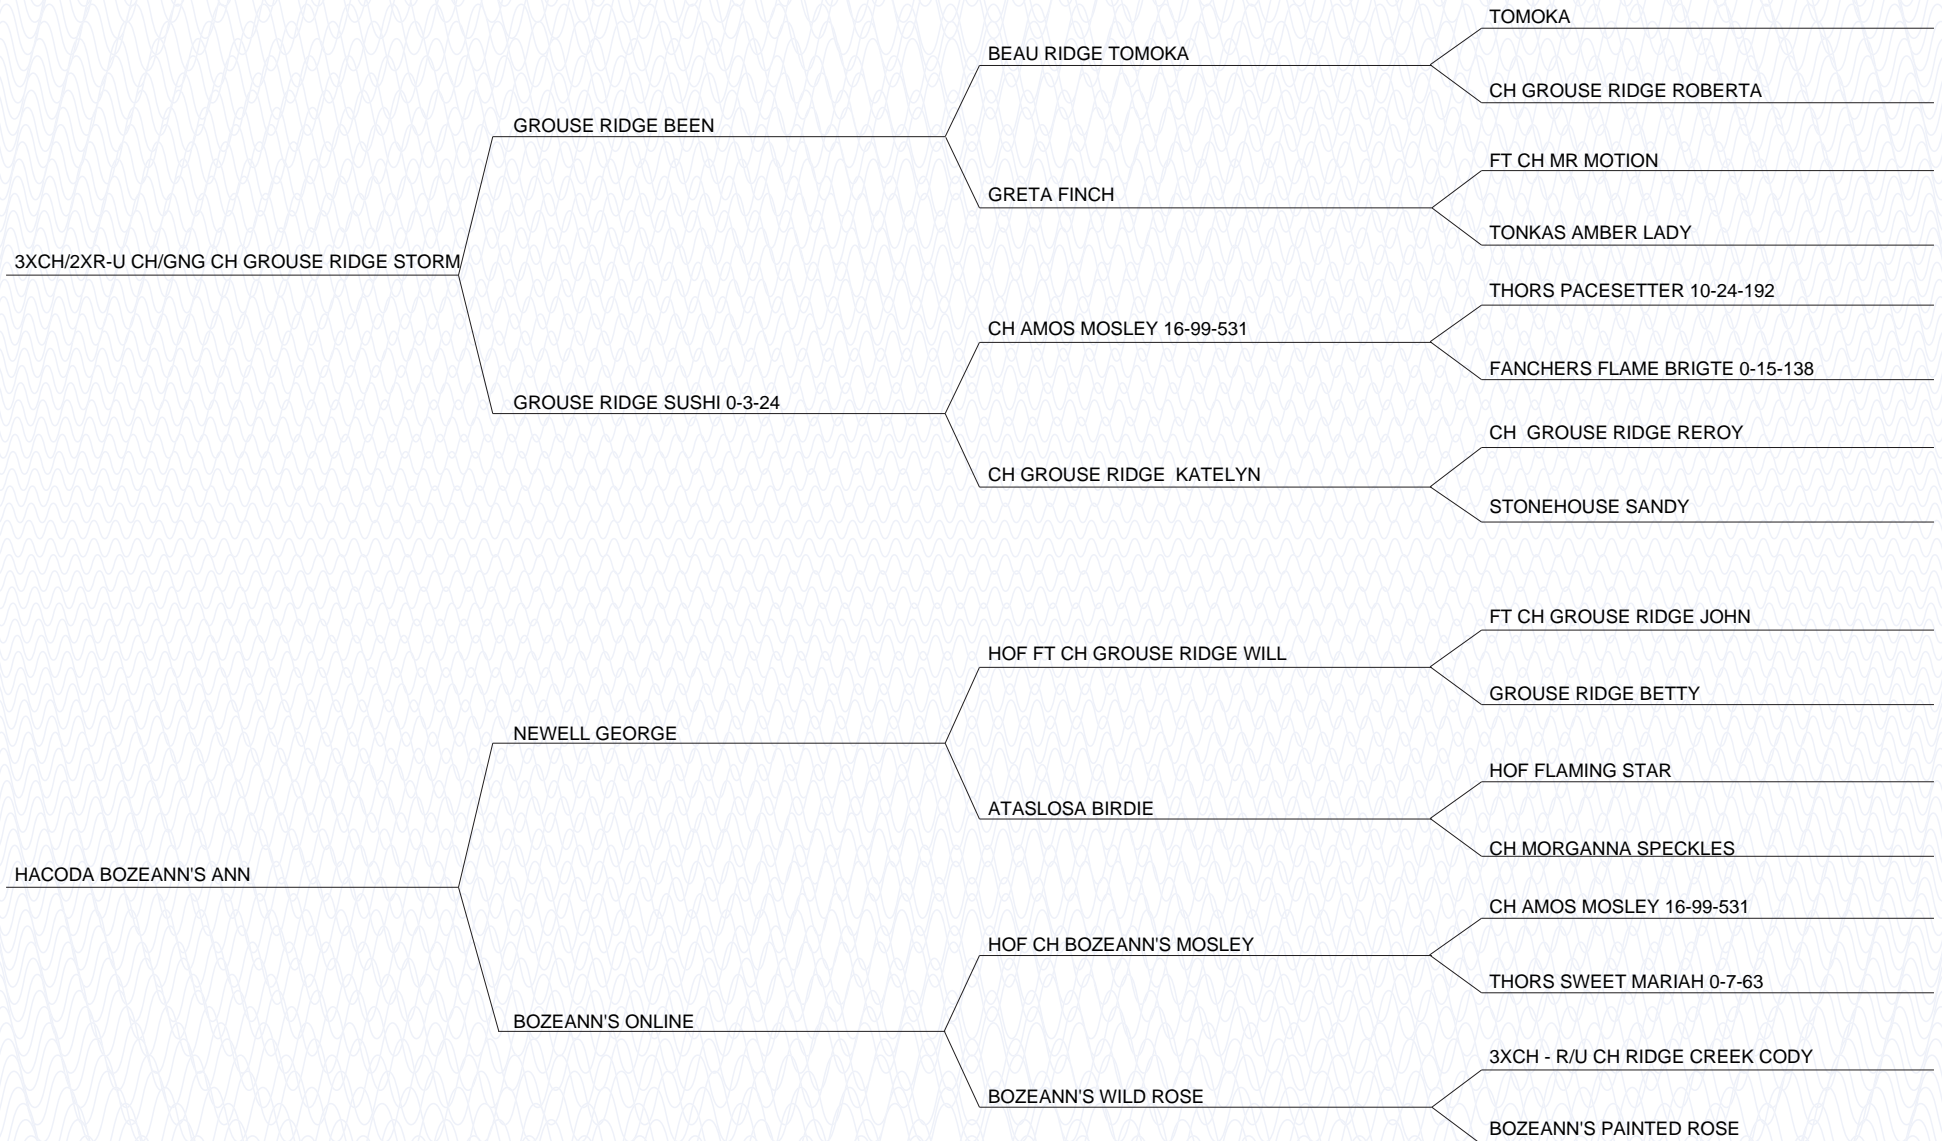 TOMOKA
BEAU RIDGE TOMOKA
CH GROUSE RIDGE ROBERTA
GROUSE RIDGE BEEN
FT CH MR MOTION
GRETA FINCH
TONKAS AMBER LADY
3XCH/2XR-U CH/GNG CH GROUSE RIDGE STORM
THORS PACESETTER 10-24-192
CH AMOS MOSLEY 16-99-531
FANCHERS FLAME BRIGTE 0-15-138
GROUSE RIDGE SUSHI 0-3-24
CH  GROUSE RIDGE REROY
CH GROUSE RIDGE  KATELYN
STONEHOUSE SANDY
FT CH GROUSE RIDGE JOHN
HOF FT CH GROUSE RIDGE WILL
GROUSE RIDGE BETTY
NEWELL GEORGE
HOF FLAMING STAR
ATASLOSA BIRDIE
CH MORGANNA SPECKLES
HACODA BOZEANN'S ANN
CH AMOS MOSLEY 16-99-531
HOF CH BOZEANN'S MOSLEY
THORS SWEET MARIAH 0-7-63
BOZEANN'S ONLINE
3XCH - R/U CH RIDGE CREEK CODY
BOZEANN'S WILD ROSE
BOZEANN'S PAINTED ROSE